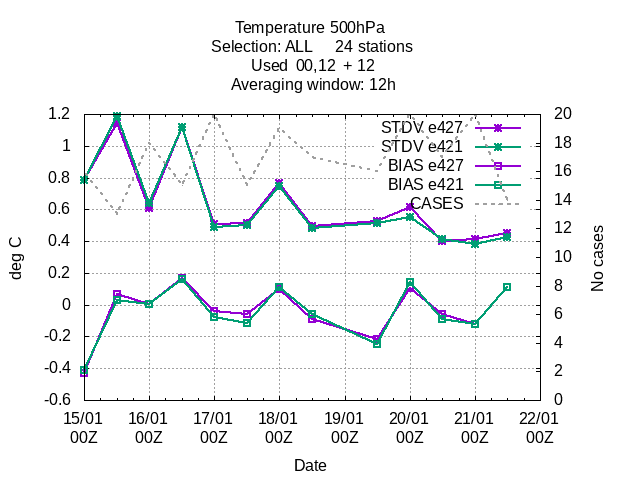 Temperature 500hPa
Selection: ALL 24 stations
Used 00,12 + 12
Averaging window: 12h
STDV e427
STDV e421
BIAS e427
BIAS e421
CASES
deg C
1.2
1
0.8
0.6
0.4
0.2
0
-0.2
-0.4
-0.6
No cases
20
18
16
14
12
10
8
6
4
2
0
15/01 16/01 17/01 18/01 19/01 20/01 21/01 22/01
00Z 00Z 00Z 00Z 00Z 00Z 00Z 00Z
Date